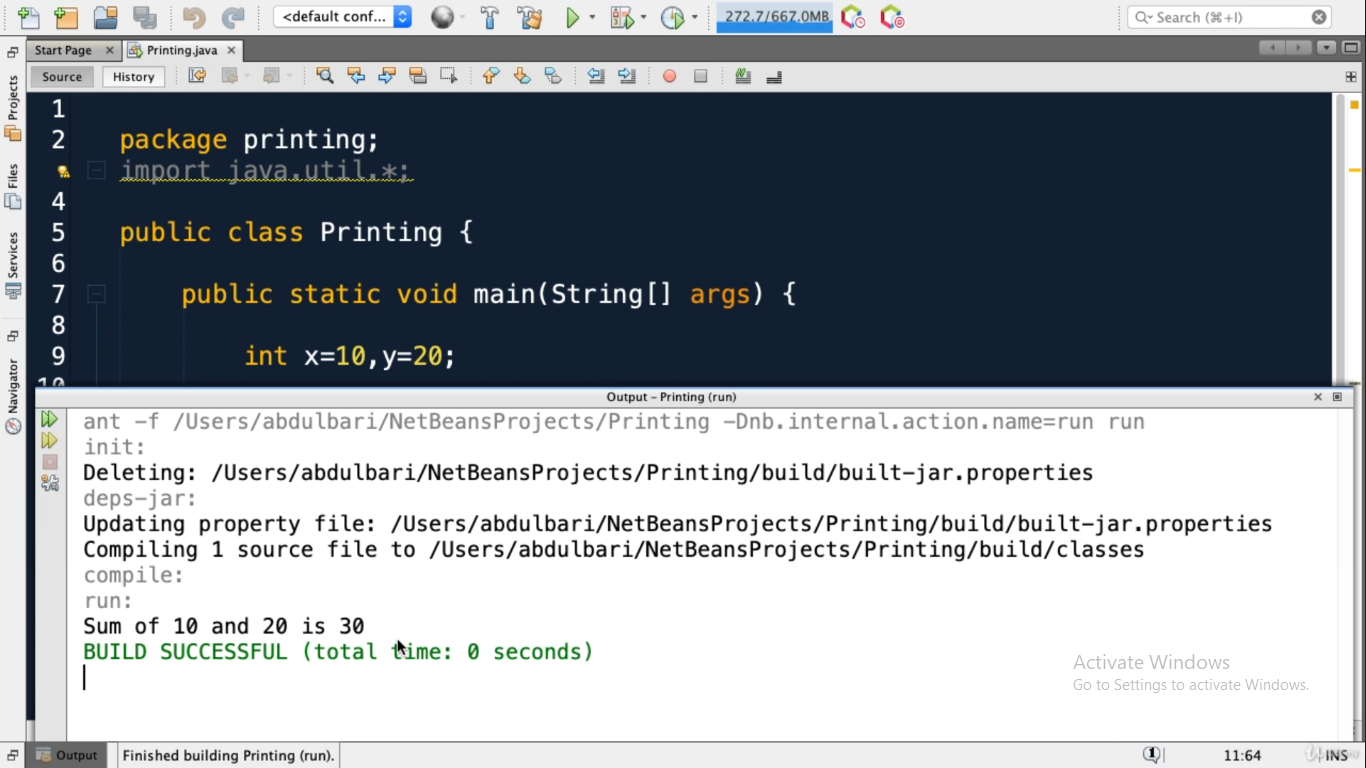 <default conf...
272.7/667.0MB
Search (⌘+I)
Start Page
Printing.java
Source
History
Projects
Files
Services
Navigator
1
2 package printing;
import java.util.*;
4
5 public class Printing {
6
7 public static void main(String[] args) {
8
9 int x=10,y=20;
10
Output - Printing (run)
ant -f /Users/abdulbari/NetBeansProjects/Printing -Dnb.internal.action.name=run run
init:
Deleting: /Users/abdulbari/NetBeansProjects/Printing/build/built-jar.properties
deps-jar:
Updating property file: /Users/abdulbari/NetBeansProjects/Printing/build/built-jar.properties
Compiling 1 source file to /Users/abdulbari/NetBeansProjects/Printing/build/classes
compile:
run:
Sum of 10 and 20 is 30
BUILD SUCCESSFUL (total time: 0 seconds)
Activate Windows
Go to Settings to activate Windows.
Output
Finished building Printing (run).
1
11:64
INS